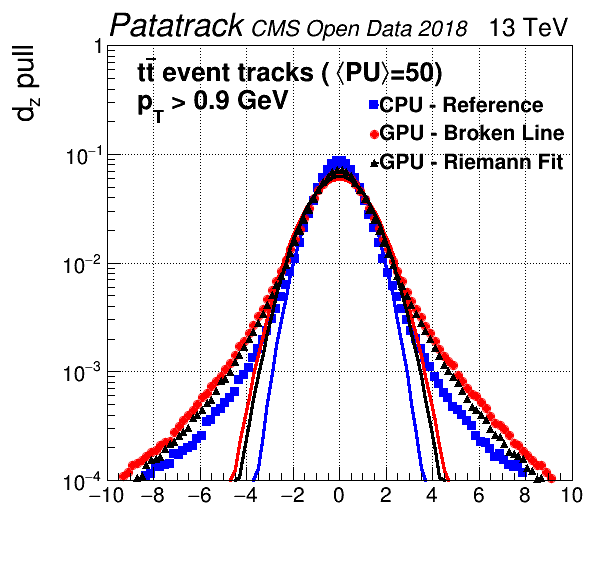 Patatrack CMS Open Data 2018 13 TeV
d_z pull
tt̄ event tracks ( ⟨PU⟩=50)
p_T > 0.9 GeV
CPU - Reference
GPU - Broken Line
GPU - Riemann Fit
1
10⁻¹
10⁻²
10⁻³
10⁻⁴
−10 −8 −6 −4 −2 0 2 4 6 8 10